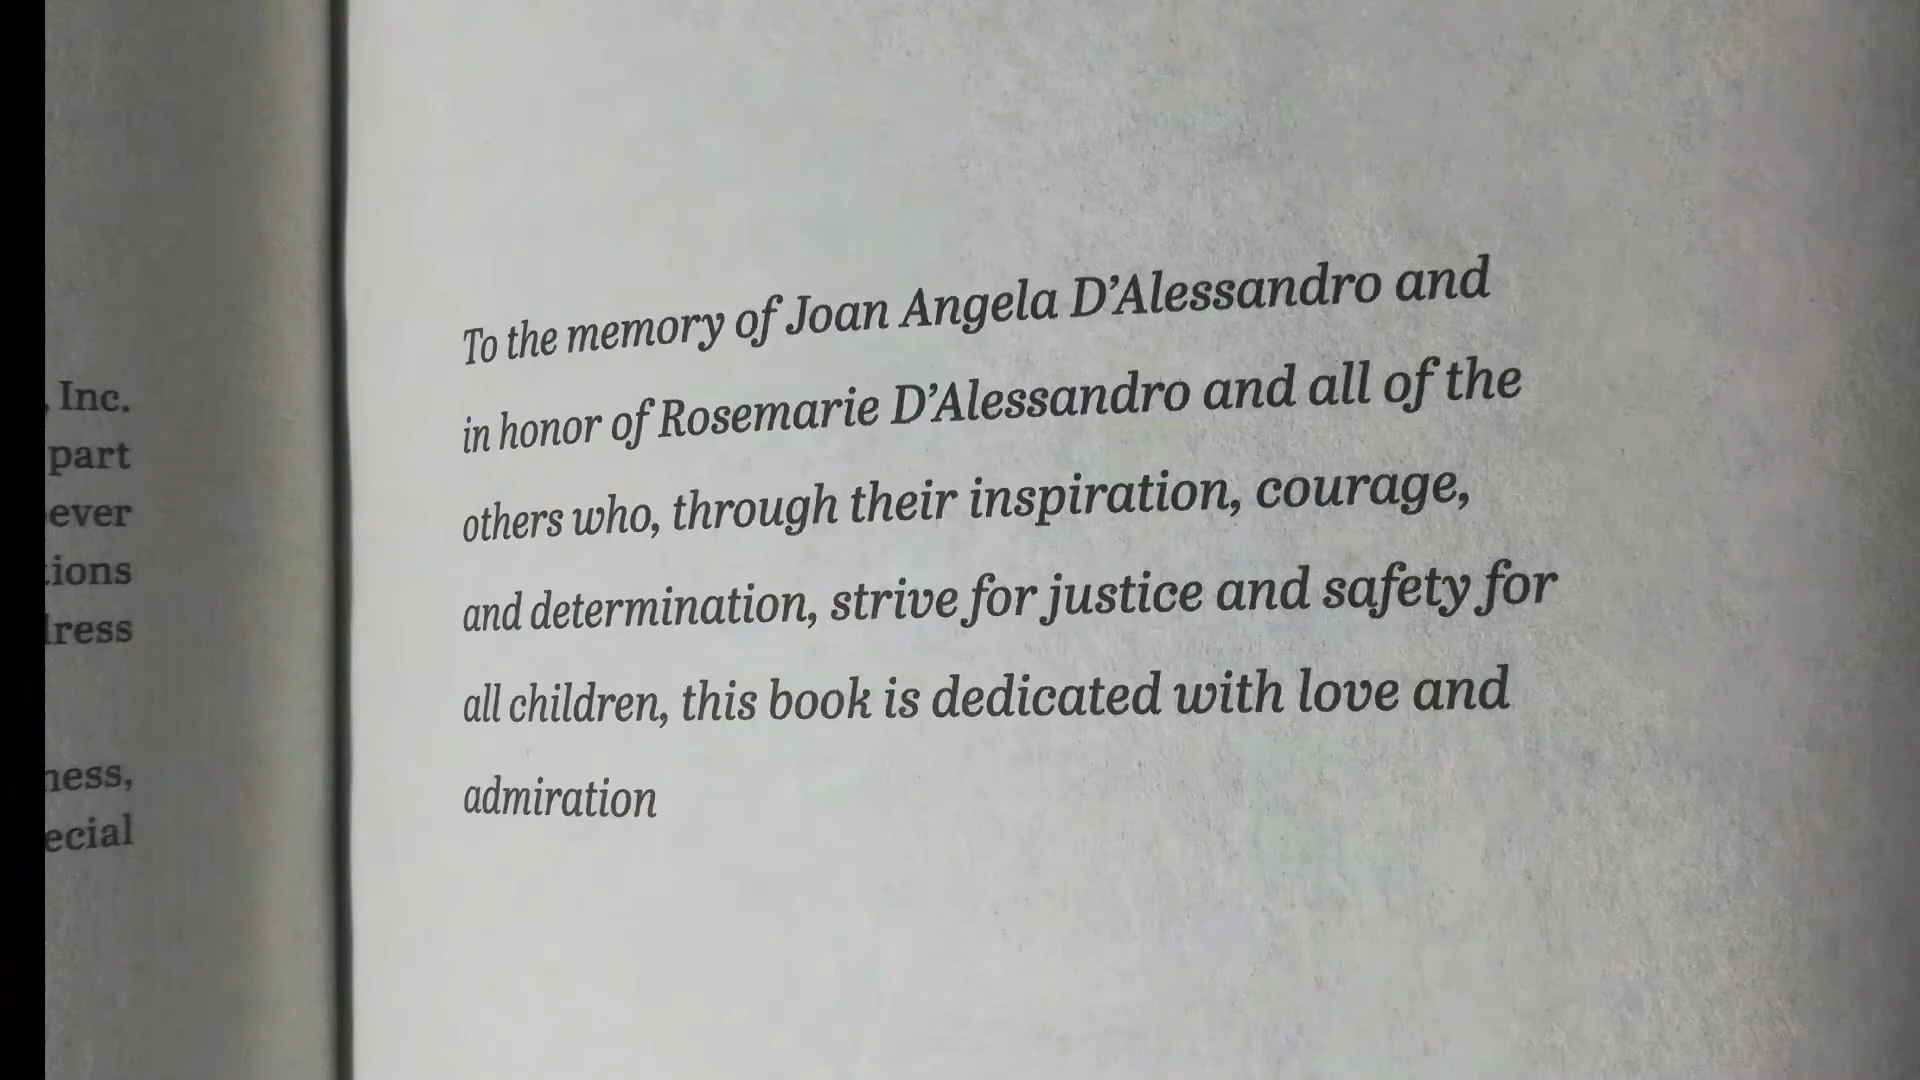 , Inc.
part
ever
ress
ecial
To the memory of Joan Angela D’Alessandro and
in honor of Rosemarie D’Alessandro and all of the
others who, through their inspiration, courage,
and determination, strive for justice and safety for
all children, this book is dedicated with love and
admiration